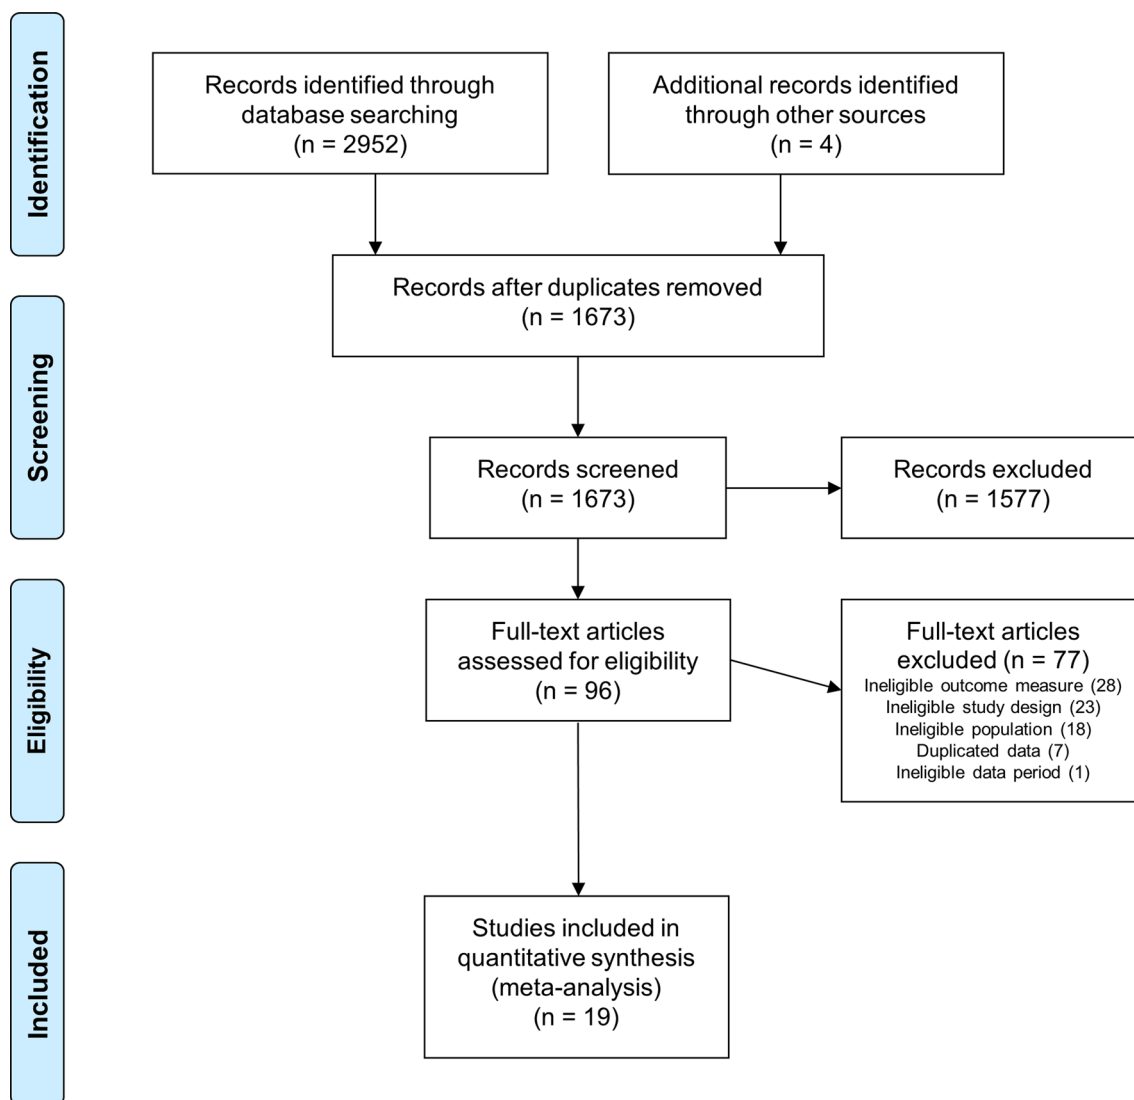 Identification
Records identified through
database searching
(n = 2952)
Additional records identified
through other sources
(n = 4)
Records after duplicates removed
(n = 1673)
Screening
Records screened
(n = 1673)
Records excluded
(n = 1577)
Eligibility
Full-text articles
assessed for eligibility
(n = 96)
Full-text articles
excluded (n = 77)
Ineligible outcome measure (28)
Ineligible study design (23)
Ineligible population (18)
Duplicated data (7)
Ineligible data period (1)
Included
Studies included in
quantitative synthesis
(meta-analysis)
(n = 19)